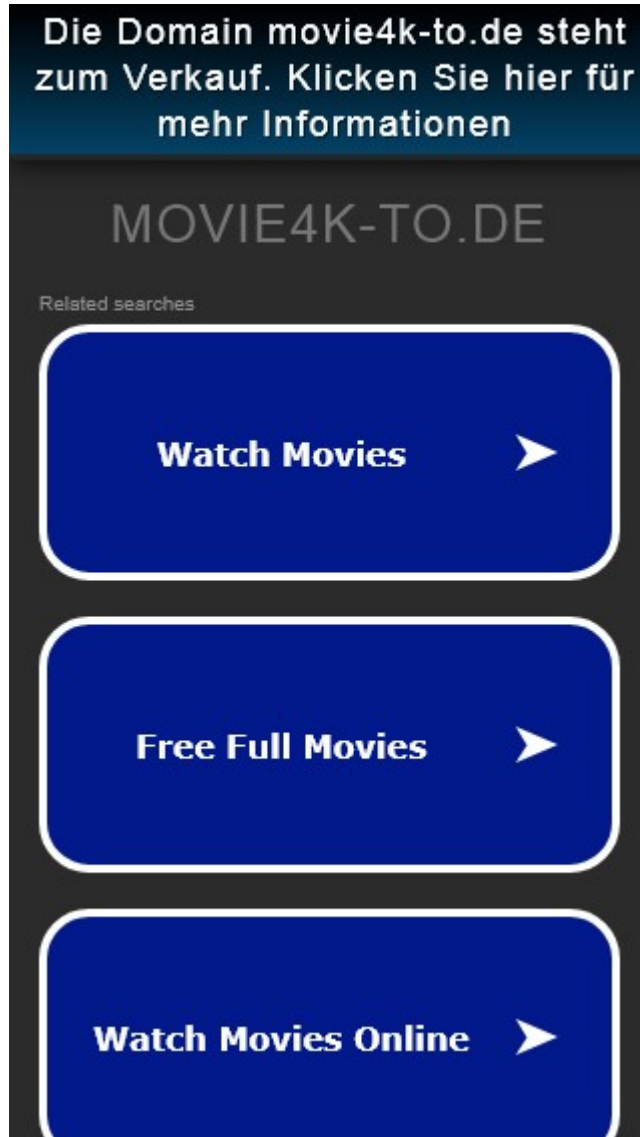 Die Domain movie4k-to.de steht
zum Verkauf. Klicken Sie hier für
mehr Informationen
MOVIE4K-TO.DE
Related searches
Watch Movies
Free Full Movies
Watch Movies Online